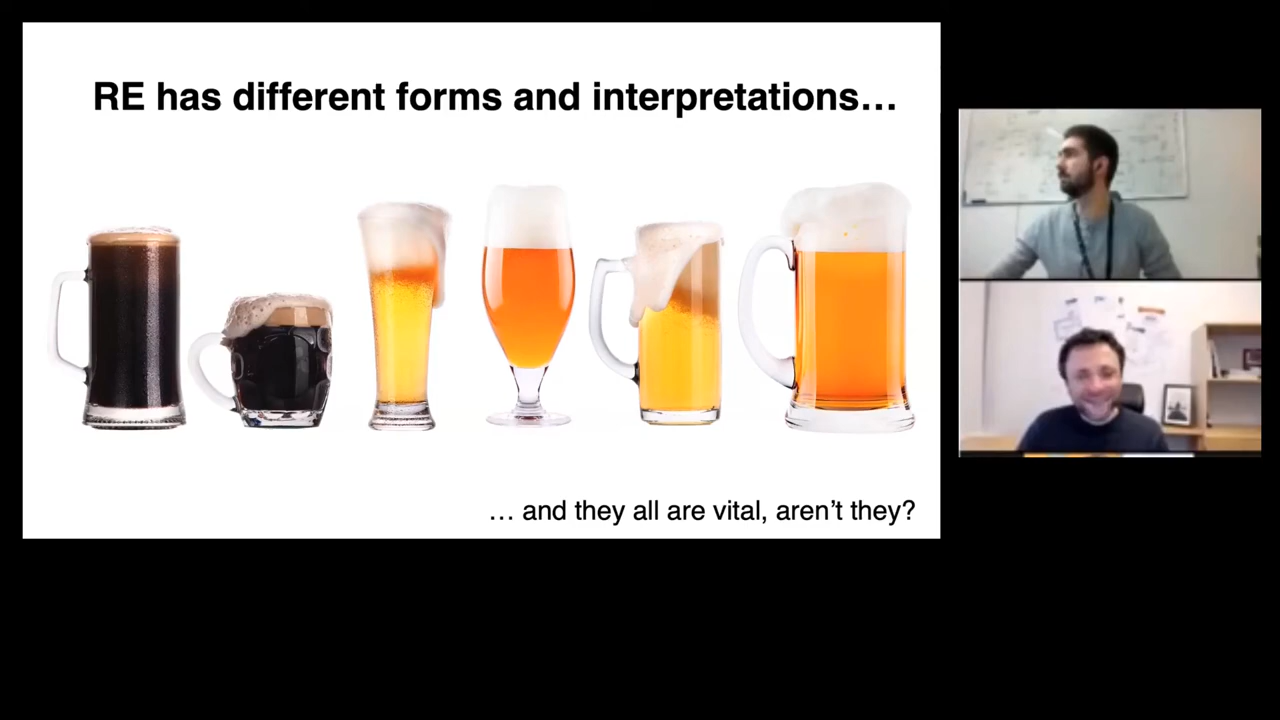 RE has different forms and interpretations…
… and they all are vital, aren’t they?